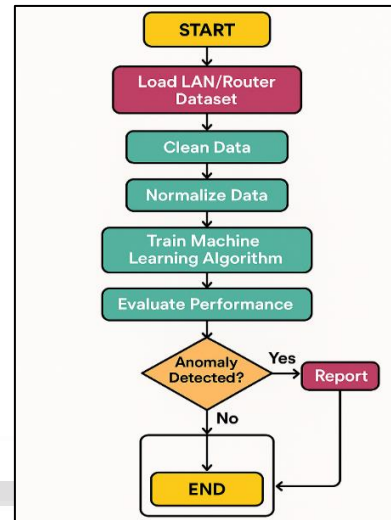 START
Load LAN/Router
Dataset
Clean Data
Normalize Data
Train Machine
Learning Algorithm
Evaluate Performance
Anomaly
Detected?
Yes
Report
No
END